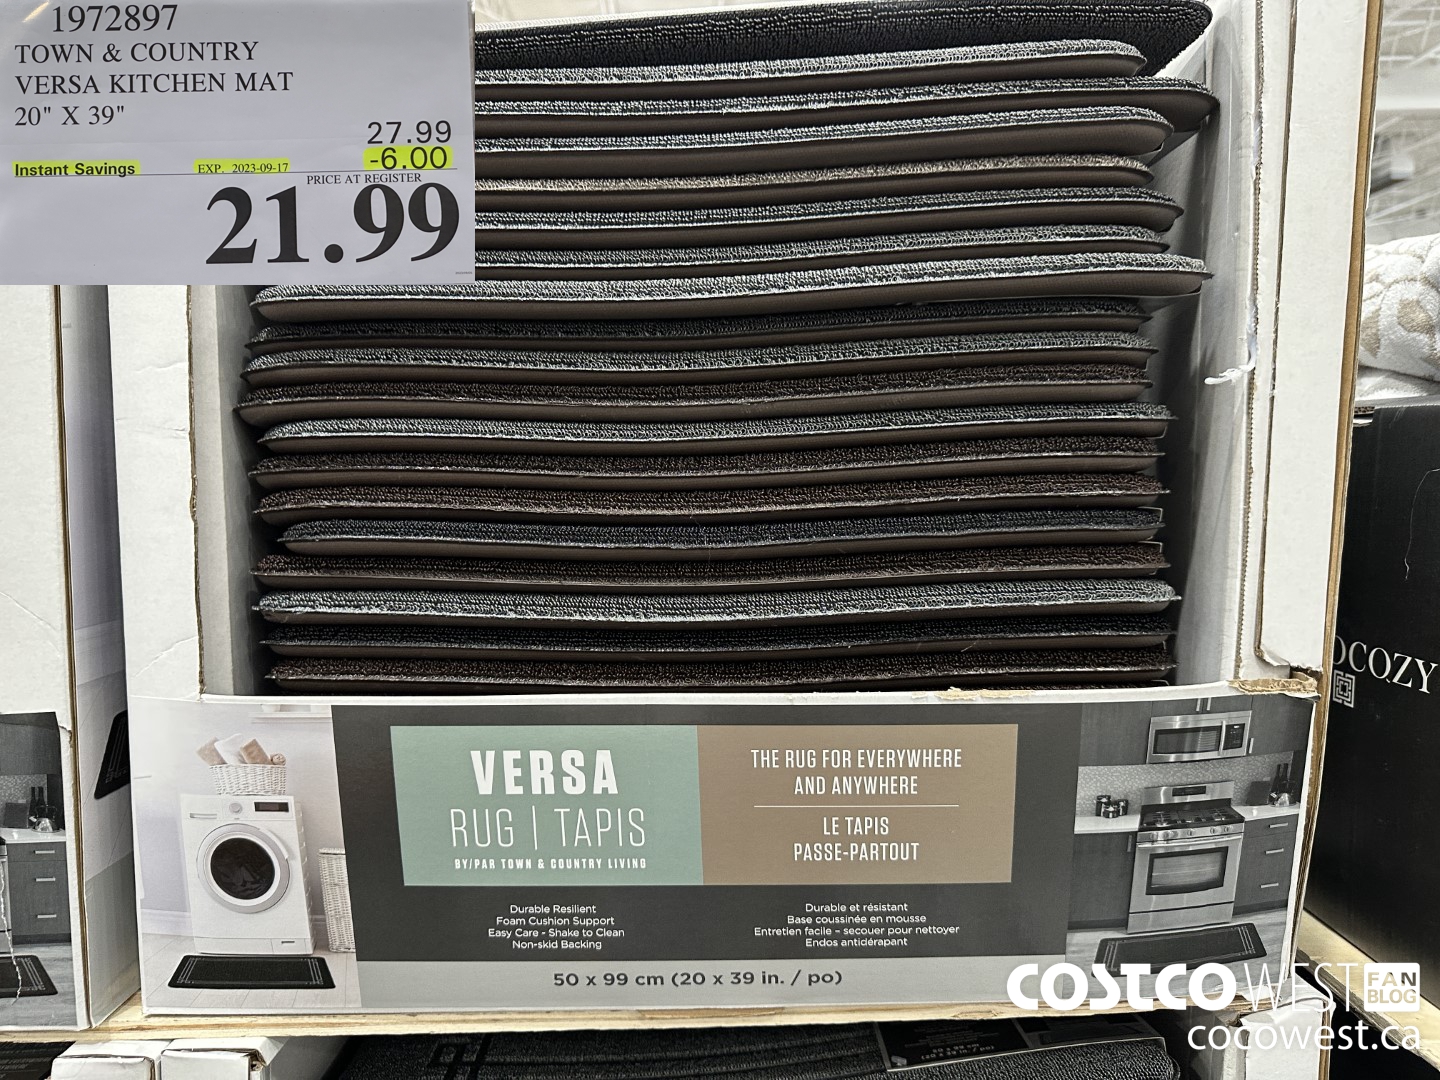 1972897
TOWN & COUNTRY
VERSA KITCHEN MAT
20" X 39"
27.99
Instant Savings EXP. 2023-09-17 -6.00
PRICE AT REGISTER
21.99
VERSA
RUG | TAPIS
BY/PAR TOWN & COUNTRY LIVING
THE RUG FOR EVERYWHERE
AND ANYWHERE
LE TAPIS
PASSE-PARTOUT
Durable Resilient
Foam Cushion Support
Easy Care - Shake to Clean
Non-skid Backing
Durable et résistant
Base coussinée en mousse
Entretien facile – secouer pour nettoyer
Endos antidérapant
50 x 99 cm (20 x 39 in. / po)
OCOZY
COSTCO WEST FAN BLOG
cocowest.ca